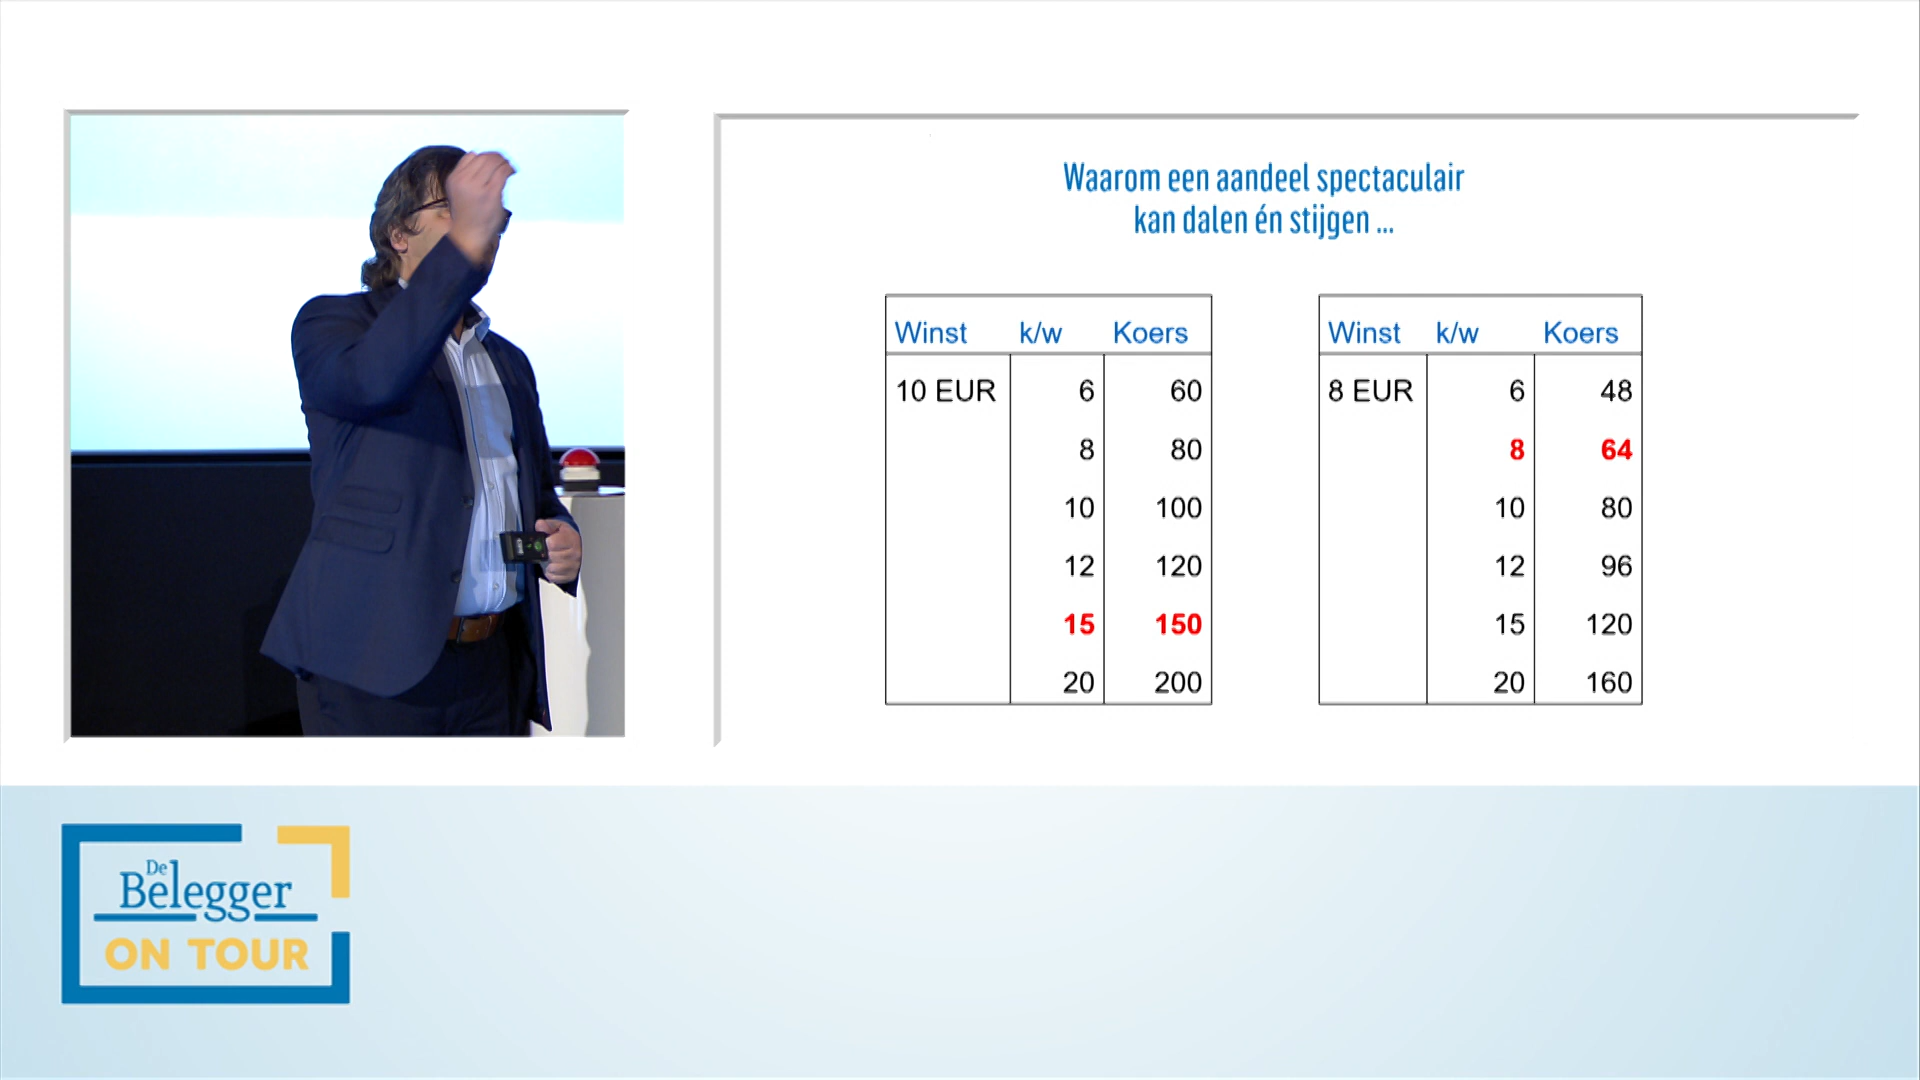 Waarom een aandeel spectaculair
kan dalen én stijgen ...
Winst k/w Koers
10 EUR 6 60
8 80
10 100
12 120
15 150
20 200
Winst k/w Koers
8 EUR 6 48
8 64
10 80
12 96
15 120
20 160
De
Belegger
ON TOUR